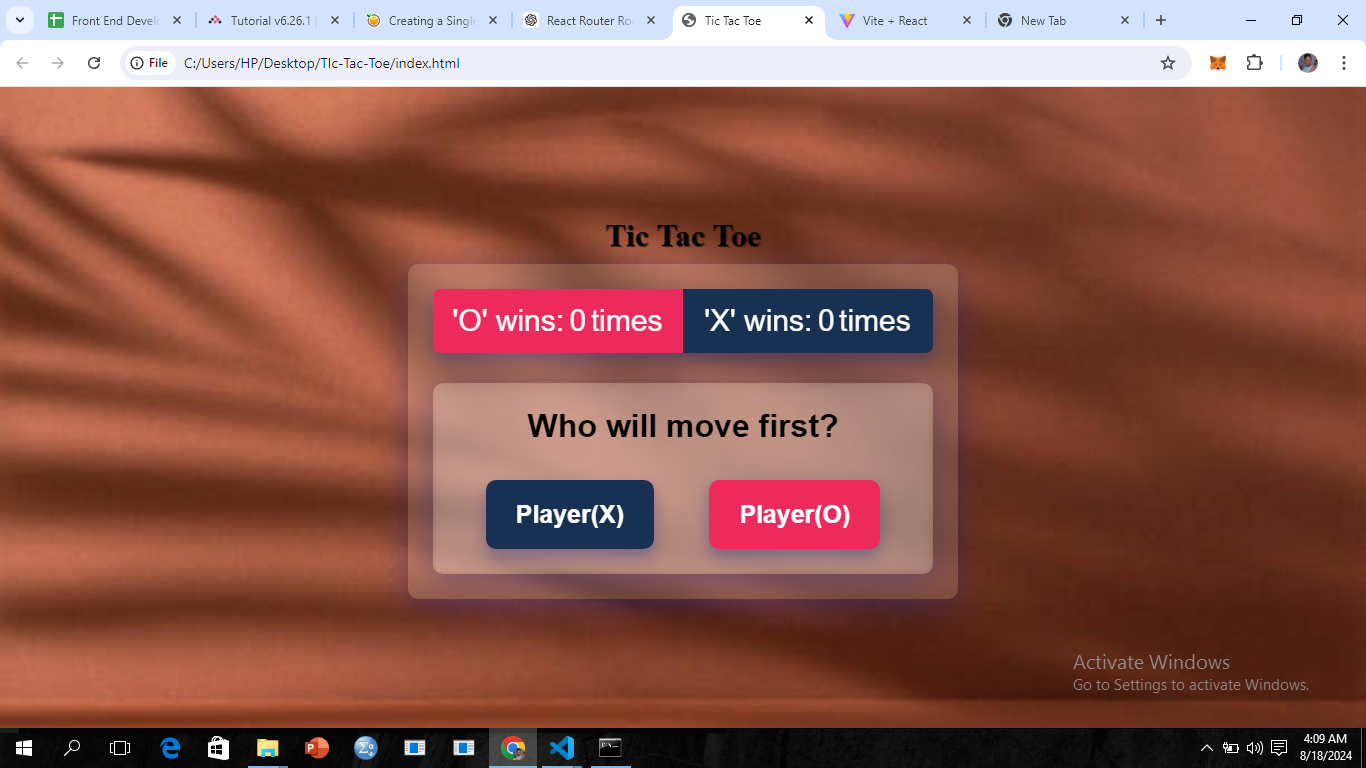 Front End Develo
Tutorial v6.26.1 |
Creating a Single
React Router Ro
Tic Tac Toe
Vite + React
New Tab
File
C:/Users/HP/Desktop/TIc-Tac-Toe/index.html
Tic Tac Toe
'O' wins: 0 times
'X' wins: 0 times
Who will move first?
Player(X)
Player(O)
Activate Windows
Go to Settings to activate Windows.
4:09 AM
8/18/2024